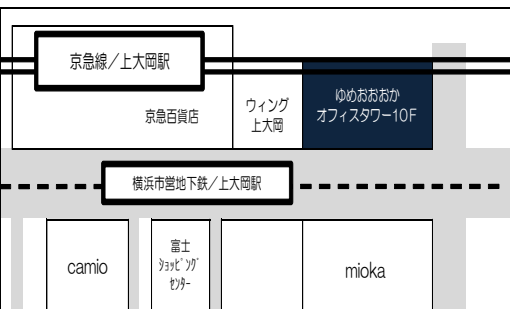 京急線／上大岡駅
京急百貨店
ウィング
上大岡
ゆめおおおか
オフィスタワー10F
横浜市営地下鉄／上大岡駅
camio
富士
ｼｮｯﾋﾟﾝｸﾞ
ｾﾝﾀｰ
mioka